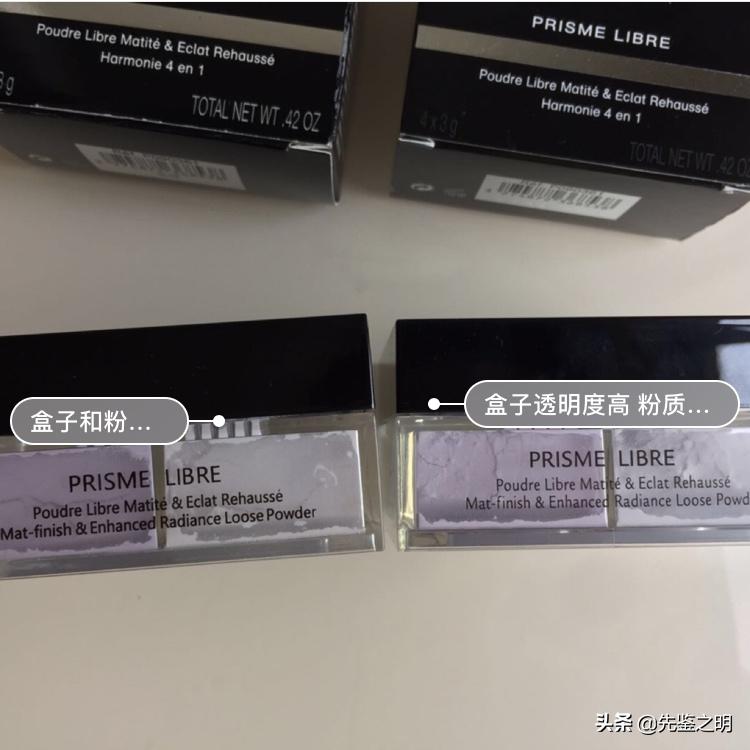 Poudre Libre Matité & Eclat Rehaussé
Harmonie 4 en 1
TOTAL NET WT .42 OZ
PRISME LIBRE
Poudre Libre Matité & Eclat Rehaussé
Harmonie 4 en 1
4 x 3 g
TOTAL NET WT .42 OZ
盒子和粉...
PRISME LIBRE
Poudre Libre Matité & Eclat Rehaussé
Mat-finish & Enhanced Radiance Loose Powder
盒子透明度高 粉质...
PRISME LIBRE
Poudre Libre Matité & Eclat Rehaussé
Mat-finish & Enhanced Radiance Loose Powd
头条 @先鉴之明